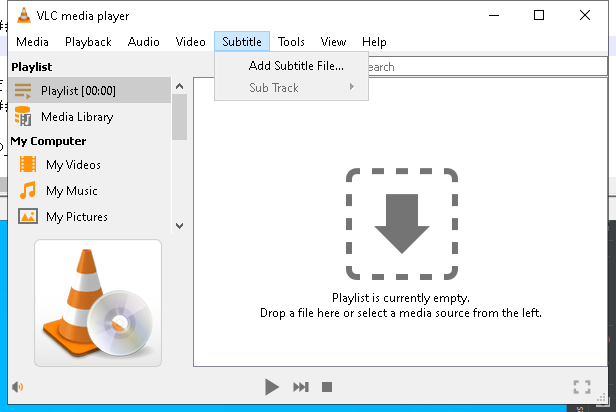 VLC media player
Media Playback Audio Video Subtitle Tools View Help
Playlist
Add Subtitle File...
Sub Track
Playlist [00:00]
Media Library
My Computer
My Videos
My Music
My Pictures
Playlist is currently empty.
Drop a file here or select a media source from the left.